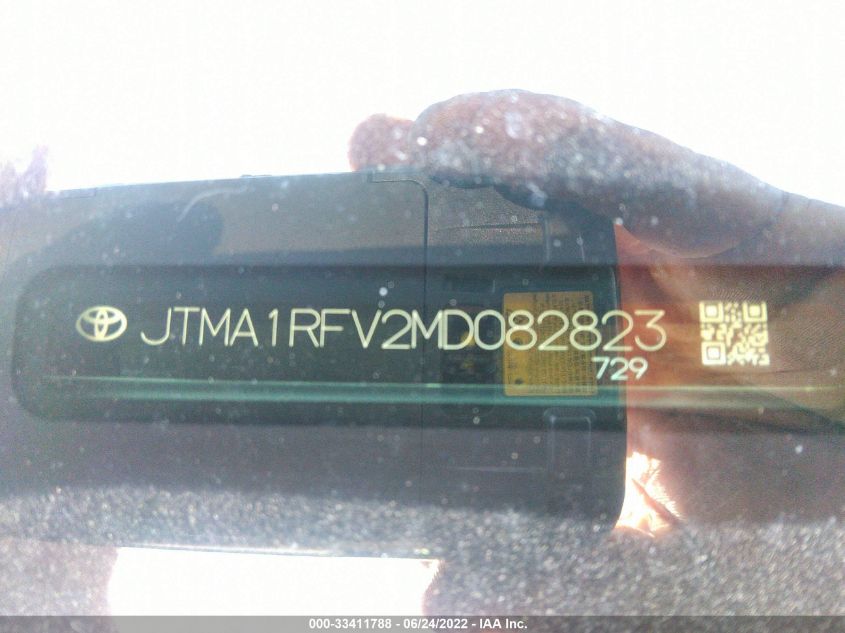 JTMA1RFV2MD082823
729
000-33411788 - 06/24/2022 - IAA Inc.